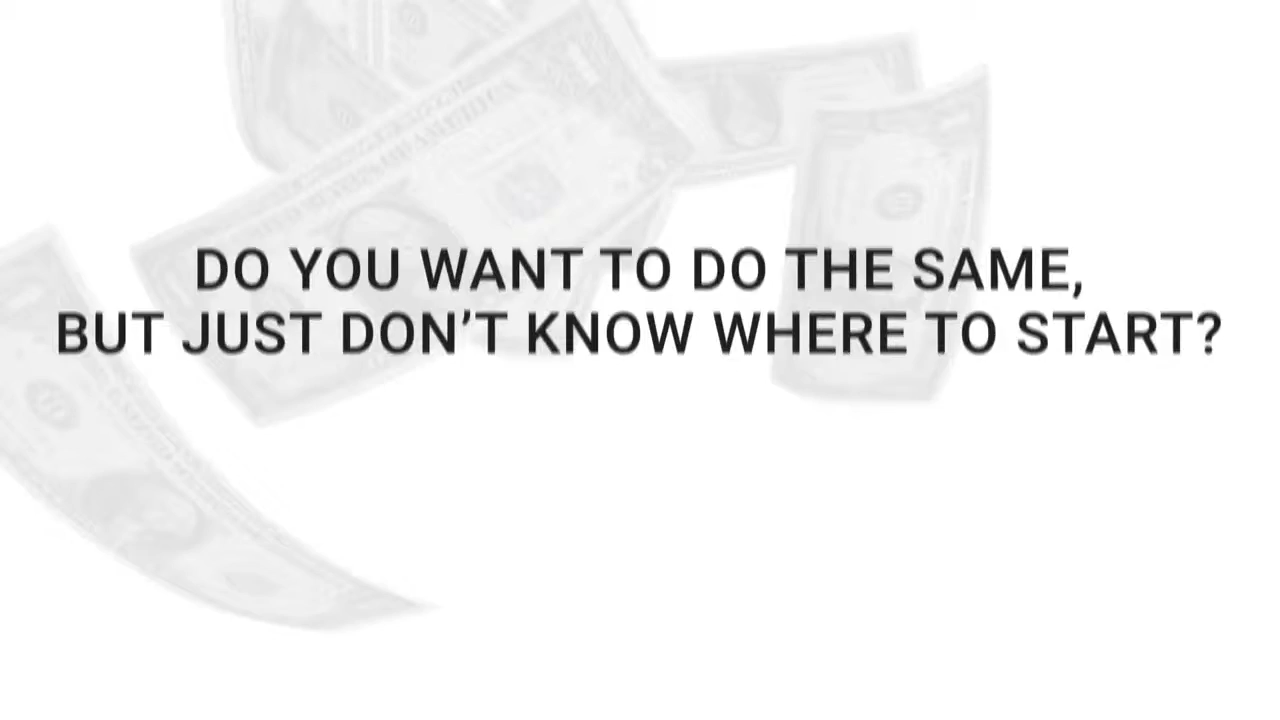 DO YOU WANT TO DO THE SAME,
BUT JUST DON’T KNOW WHERE TO START?